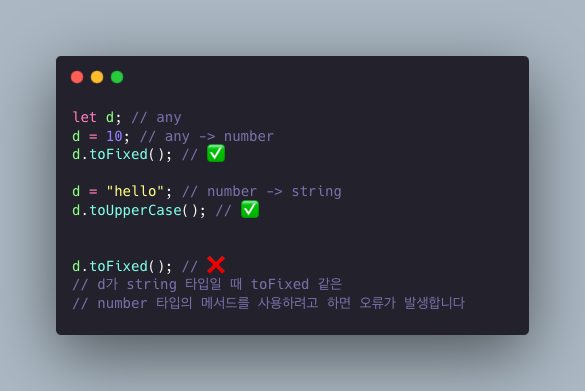 let d; // any
d = 10; // any -> number
d.toFixed(); // ✅
d = "hello"; // number -> string
d.toUpperCase(); // ✅
d.toFixed(); // ❌
// d가 string 타입일 때 toFixed 같은
// number 타입의 메서드를 사용하려고 하면 오류가 발생합니다